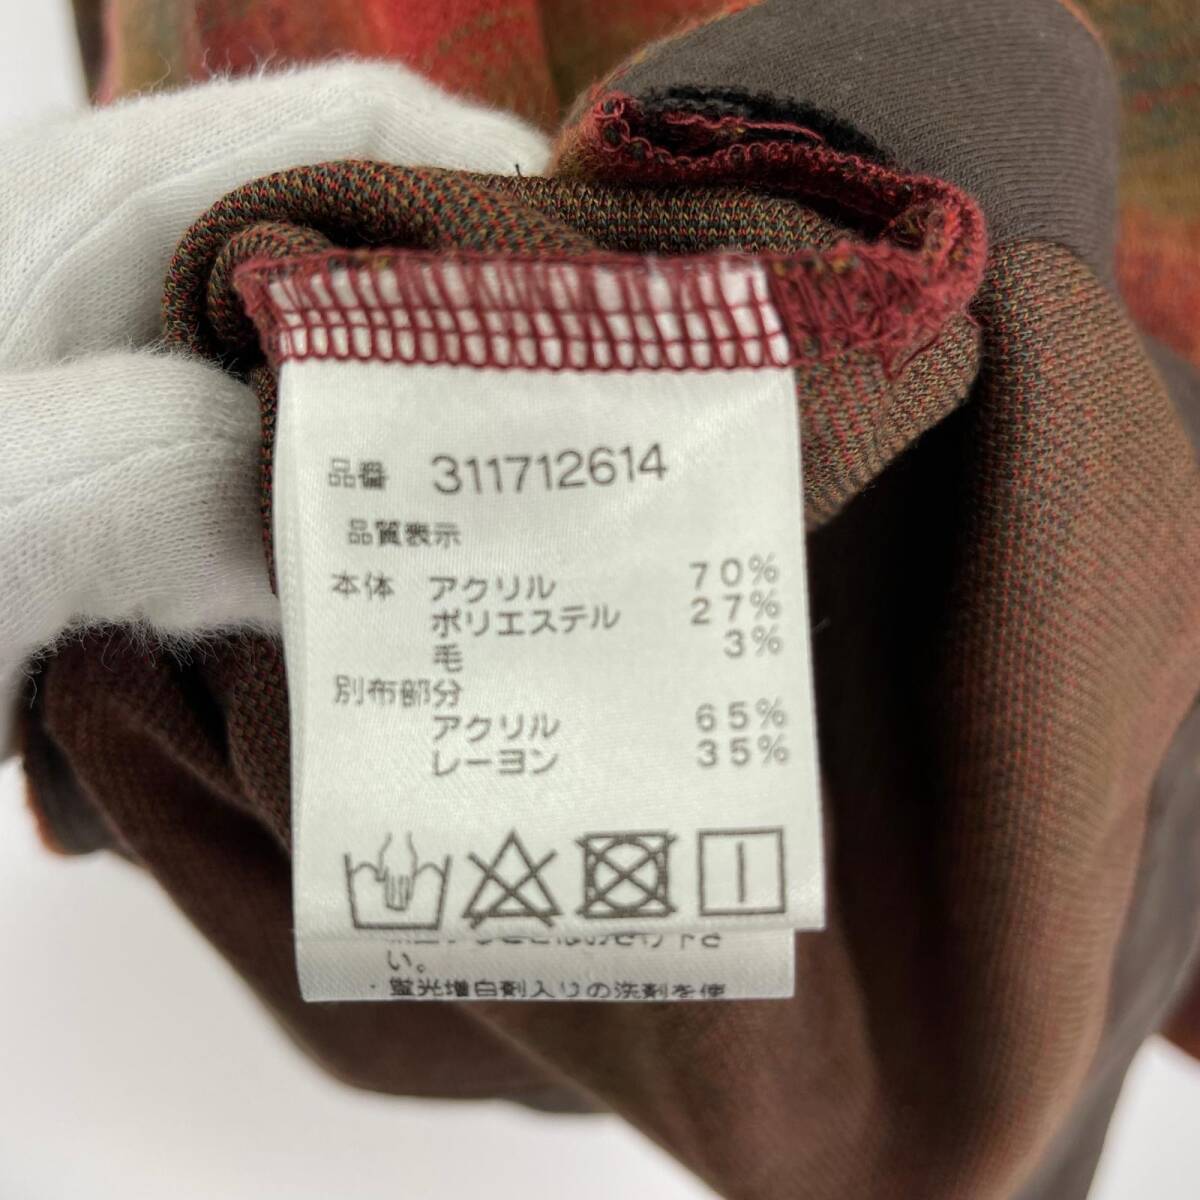 品番 311712614
品質表示
本体 アクリル 70%
ポリエステル 27%
毛 3%
別布部分
アクリル 65%
レーヨン 35%
い。
・蛍光増白剤入りの洗剤を使